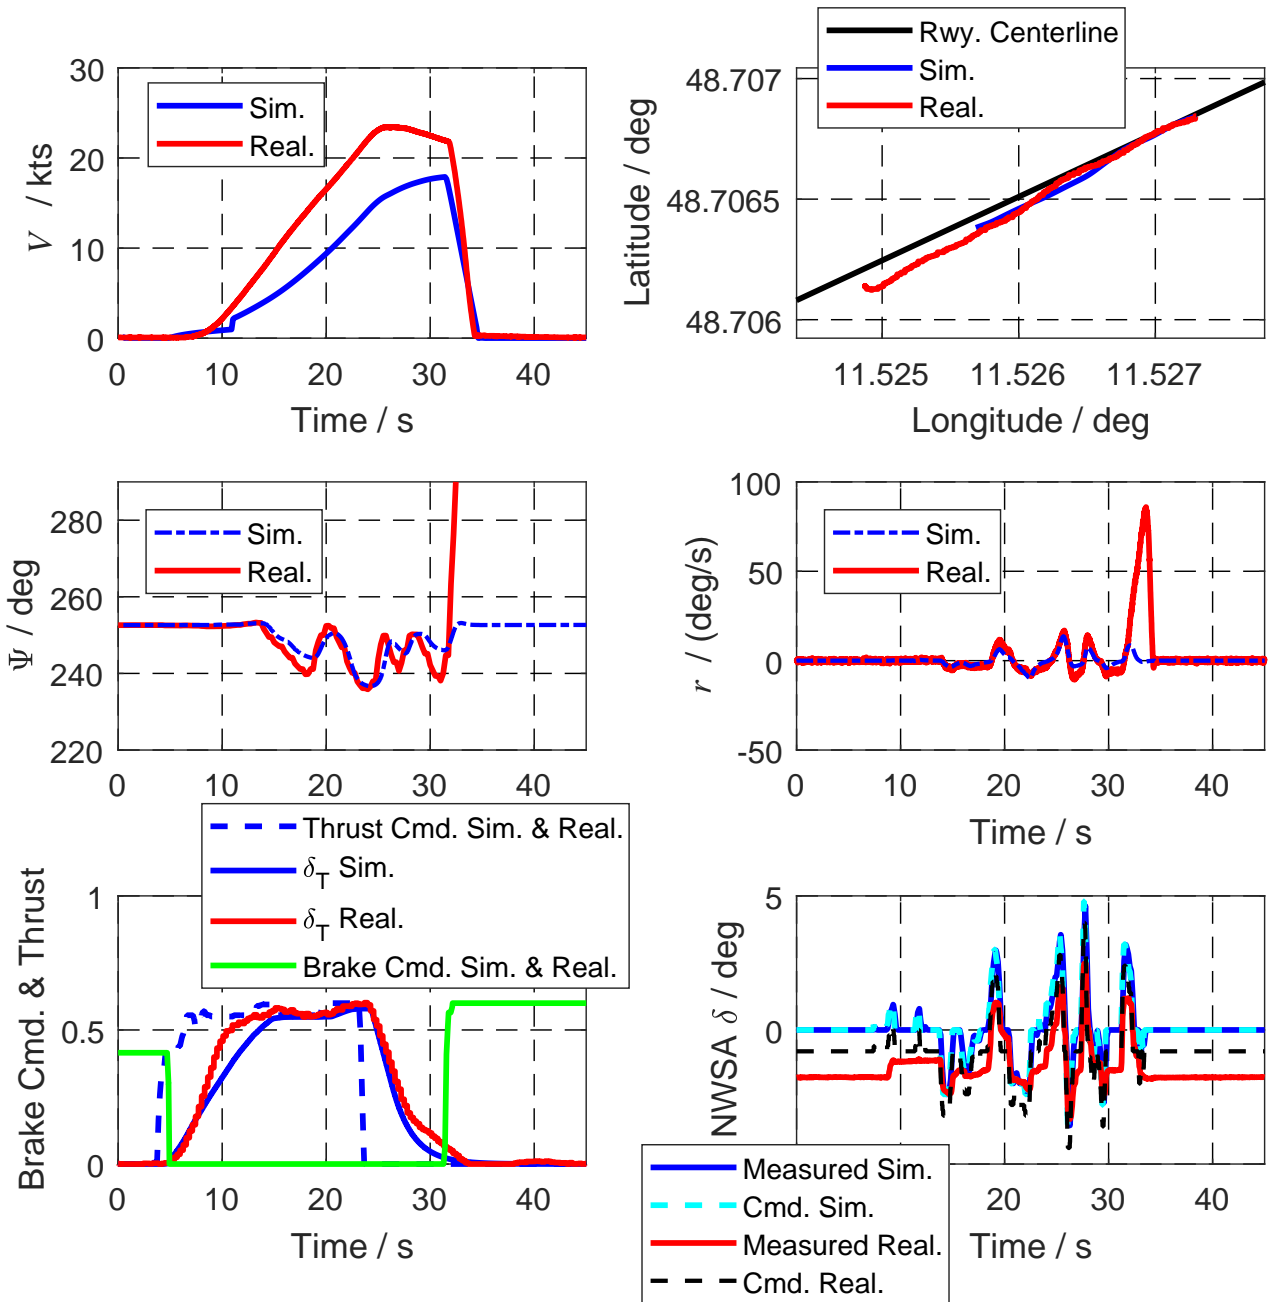 30
20
10
0
V / kts
Sim.
Real.
0 10 20 30 40
Time / s
Rwy. Centerline
Sim.
Real.
48.707
48.7065
48.706
Latitude / deg
11.525 11.526 11.527
Longitude / deg
280
260
240
220
Ψ / deg
Sim.
Real.
0 10 20 30 40
100
50
0
-50
r / (deg/s)
Sim.
Real.
0 10 20 30 40
Time / s
Thrust Cmd. Sim. & Real.
δT Sim.
δT Real.
Brake Cmd. Sim. & Real.
1
0.5
0
Brake Cmd. & Thrust
0 10 20 30 40
Time / s
5
0
NWSA δ / deg
20 30 40
Time / s
Measured Sim.
Cmd. Sim.
Measured Real.
Cmd. Real.